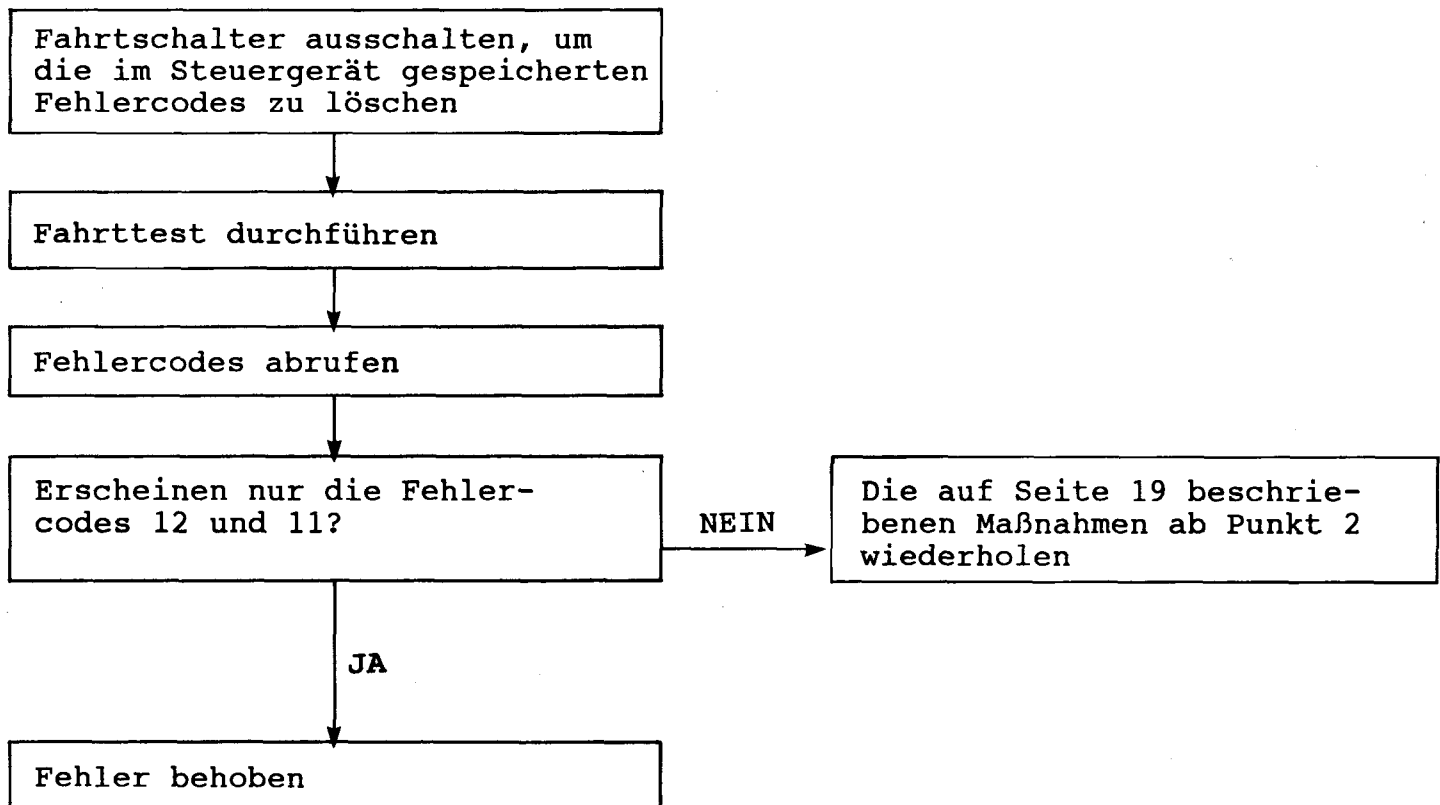 Fahrtschalter ausschalten, um
die im Steuergerät gespeicherten
Fehlercodes zu löschen
Fahrttest durchführen
Fehlercodes abrufen
Erscheinen nur die Fehler-
codes 12 und 11?
NEIN
Die auf Seite 19 beschrie-
benen Maßnahmen ab Punkt 2
wiederholen
JA
Fehler behoben